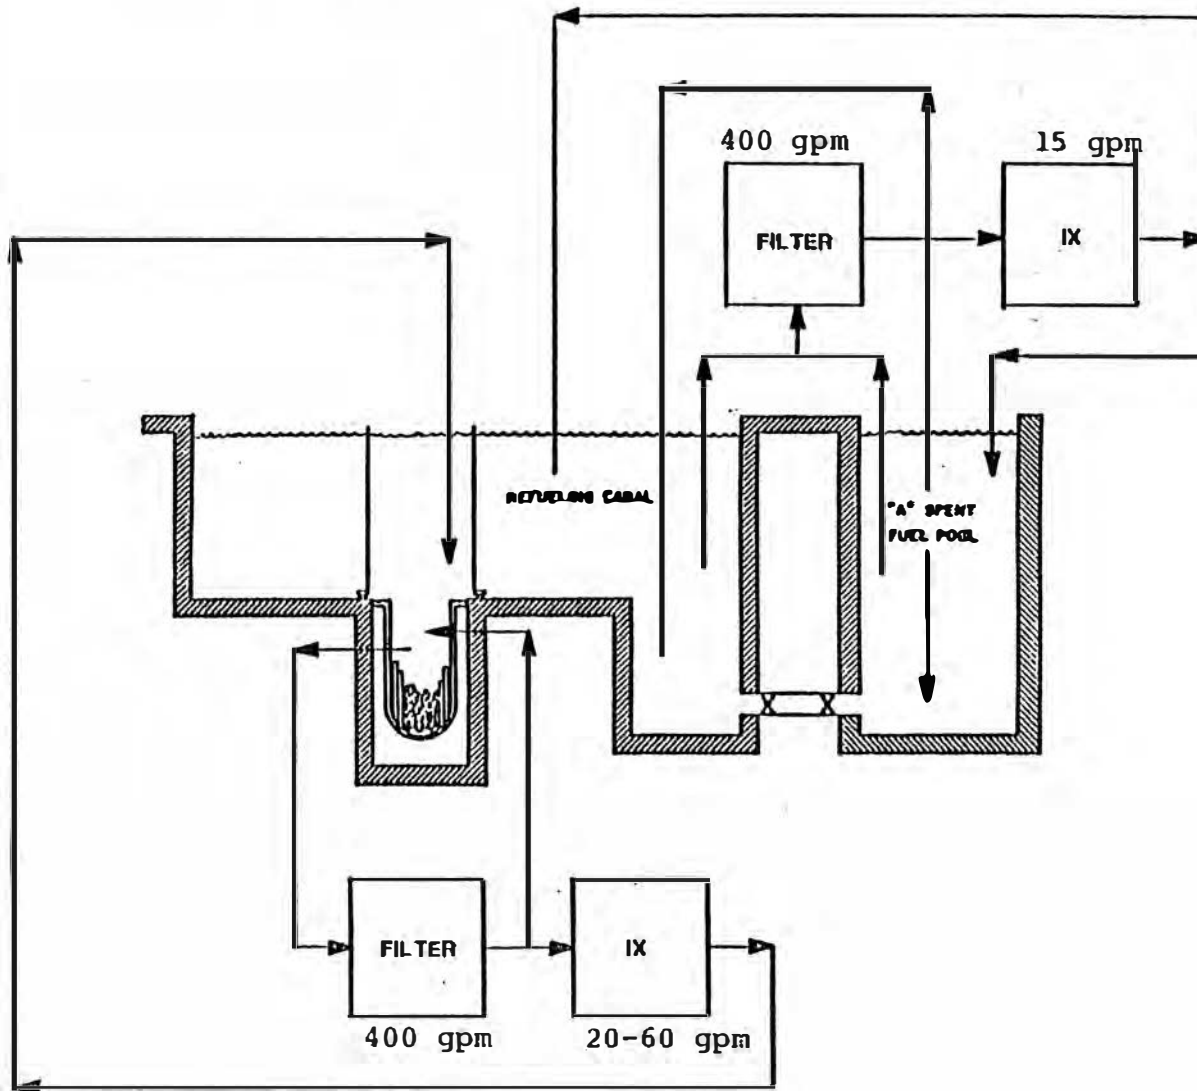 400 gpm
15 gpm
FILTER
IX
REFUELING CANAL
"A" SPENT
FUEL POOL
FILTER
IX
400 gpm
20-60 gpm